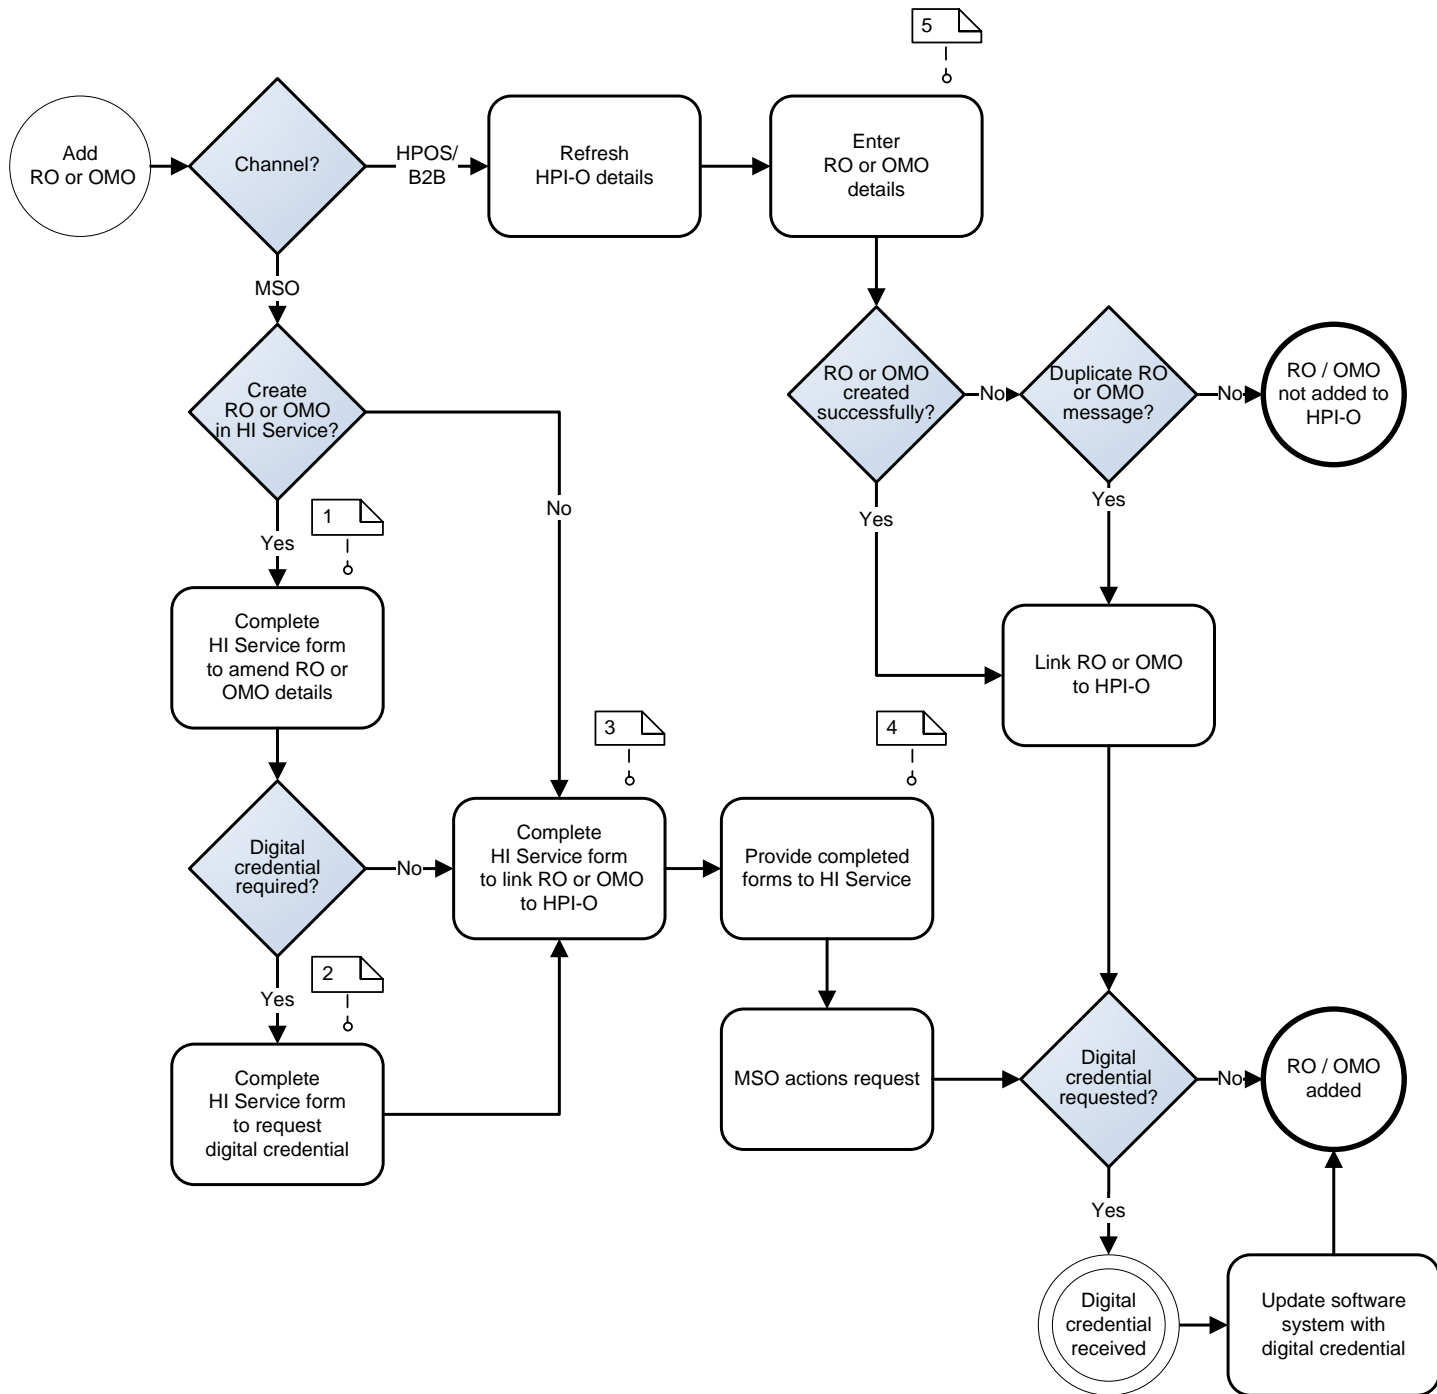 5
Add
RO or OMO
Channel?
HPOS/
B2B
Refresh
HPI-O details
Enter
RO or OMO
details
MSO
Create
RO or OMO
in HI Service?
No
RO or OMO
created
successfully?
No
Duplicate RO
or OMO
message?
No
RO / OMO
not added to
HPI-O
Yes
1
Yes
Yes
Complete
HI Service form
to amend RO or
OMO details
Link RO or OMO
to HPI-O
3
4
Digital
credential
required?
No
Complete
HI Service form
to link RO or OMO
to HPI-O
Provide completed
forms to HI Service
Yes
2
Complete
HI Service form
to request
digital credential
MSO actions request
Digital
credential
requested?
No
RO / OMO
added
Yes
Digital
credential
received
Update software
system with
digital credential